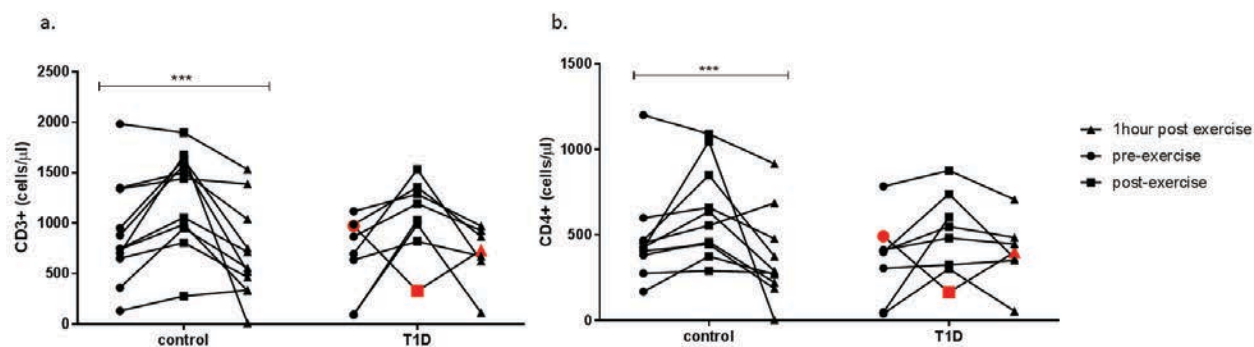 a.
CD3+ (cells/µl)
2500
2000
1500
1000
500
0
***
control
T1D
b.
CD4+ (cells/µl)
1500
1000
500
0
***
control
T1D
1hour post exercise
pre-exercise
post-exercise